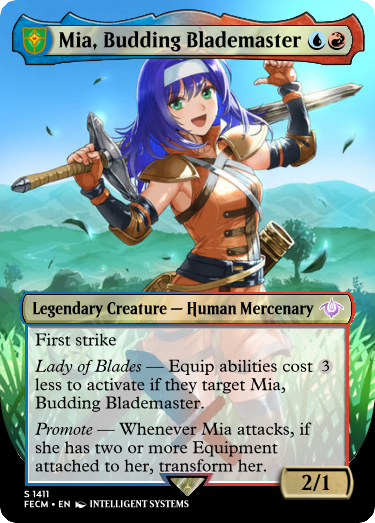 Mia, Budding Blademaster
Legendary Creature — Human Mercenary
First strike
Lady of Blades — Equip abilities cost 3
less to activate if they target Mia,
Budding Blademaster.
Promote — Whenever Mia attacks, if
she has two or more Equipment
attached to her, transform her.
2/1
S 1411
FECM • EN INTELLIGENT SYSTEMS